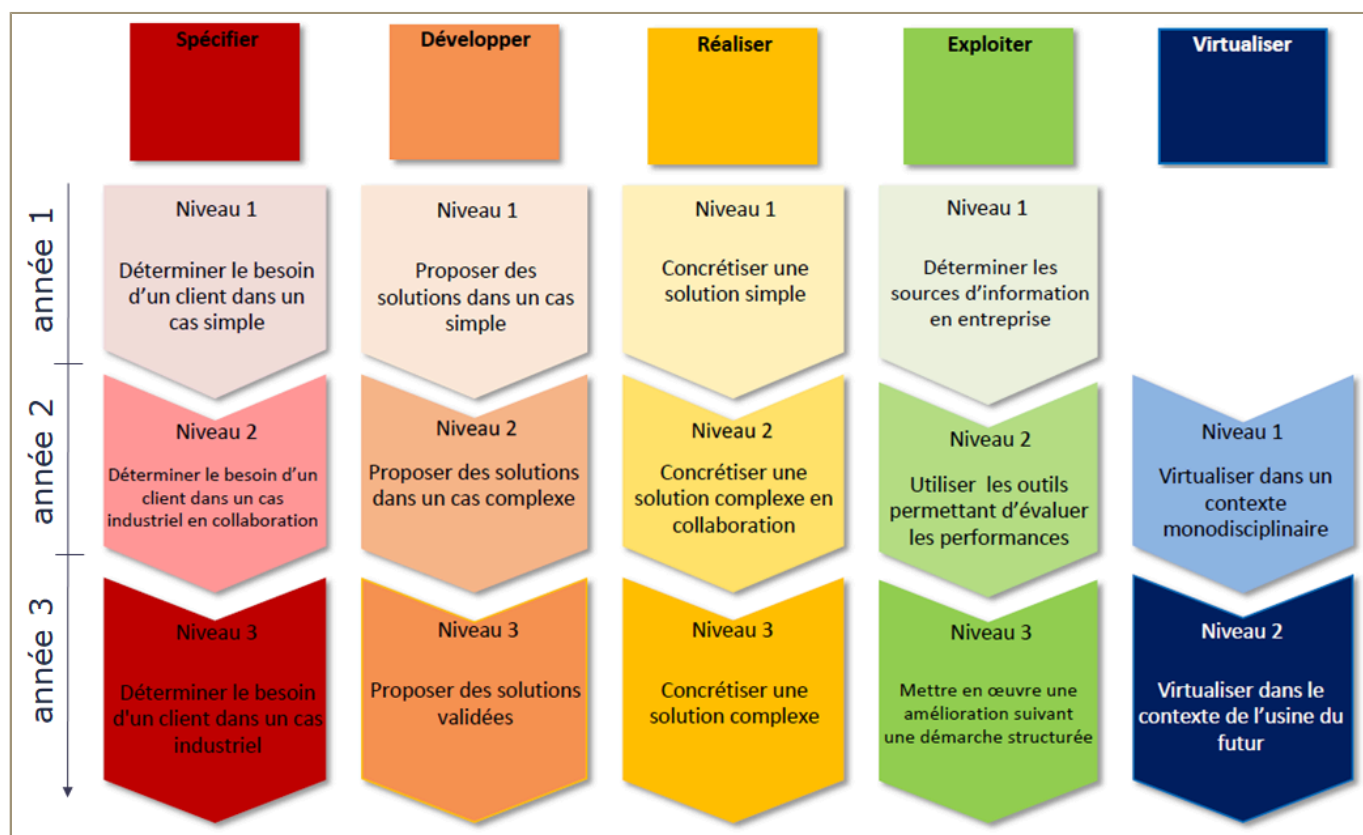 Spécifier
Développer
Réaliser
Exploiter
Virtualiser
année 1
Niveau 1
Déterminer le besoin
d’un client dans un
cas simple
Niveau 1
Proposer des
solutions dans un cas
simple
Niveau 1
Concrétiser une
solution simple
Niveau 1
Déterminer les
sources d’information
en entreprise
année 2
Niveau 2
Déterminer le besoin d’un
client dans un cas
industriel en collaboration
Niveau 2
Proposer des solutions
dans un cas complexe
Niveau 2
Concrétiser une
solution complexe en
collaboration
Niveau 2
Utiliser les outils
permettant d’évaluer
les performances
Niveau 1
Virtualiser dans un
contexte
monodisciplinaire
année 3
Niveau 3
Déterminer le besoin
d'un client dans un cas
industriel
Niveau 3
Proposer des solutions
validées
Niveau 3
Concrétiser une
solution complexe
Niveau 3
Mettre en œuvre une
amélioration suivant
une démarche structurée
Niveau 2
Virtualiser dans le
contexte de l’usine du
futur